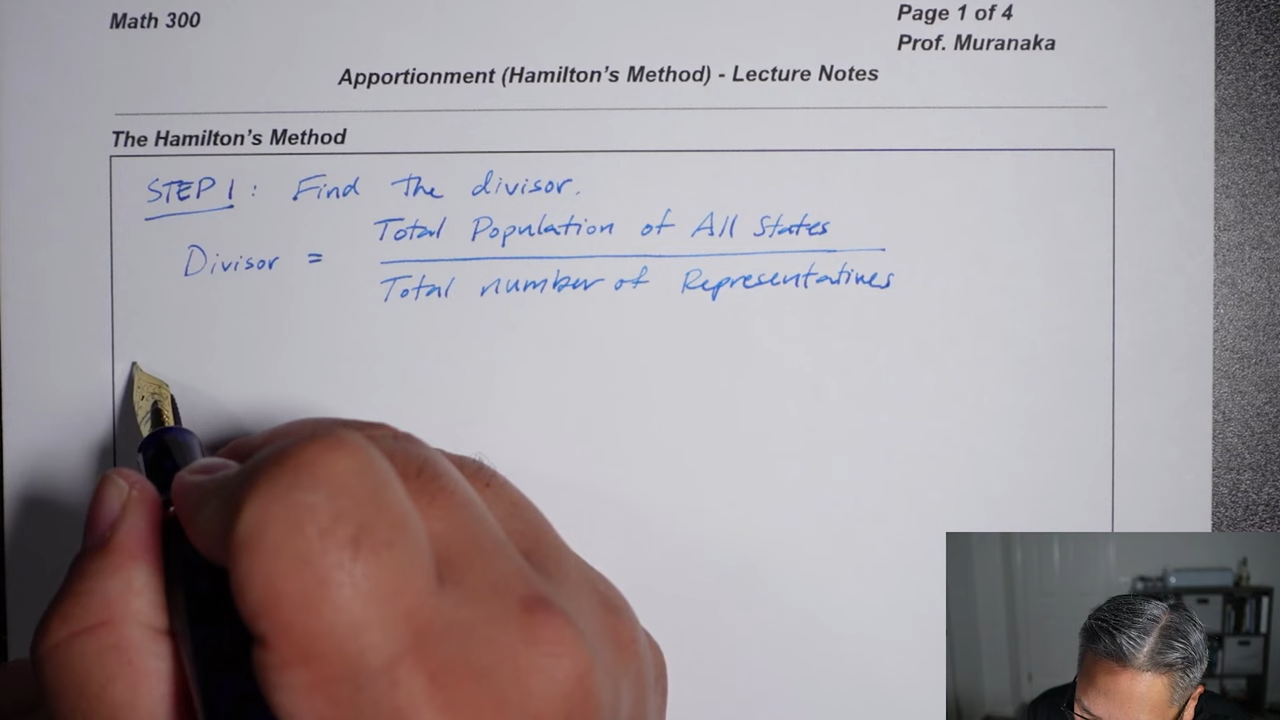 Math 300
Page 1 of 4
Prof. Muranaka
Apportionment (Hamilton's Method) - Lecture Notes
The Hamilton's Method
STEP 1: Find the divisor.
Divisor = Total Population of All States
Total number of Representatives